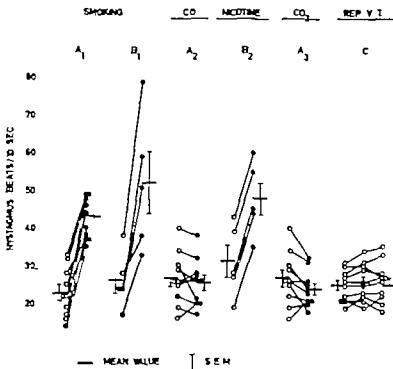 SMOKING CO NICOTINE CO2 REP V T
A1 B1 A2 B2 A3 C
80
70
60
50
40
30
20
NYSTAGMUS BEATS/10 SEC
MEAN VALUE S E M